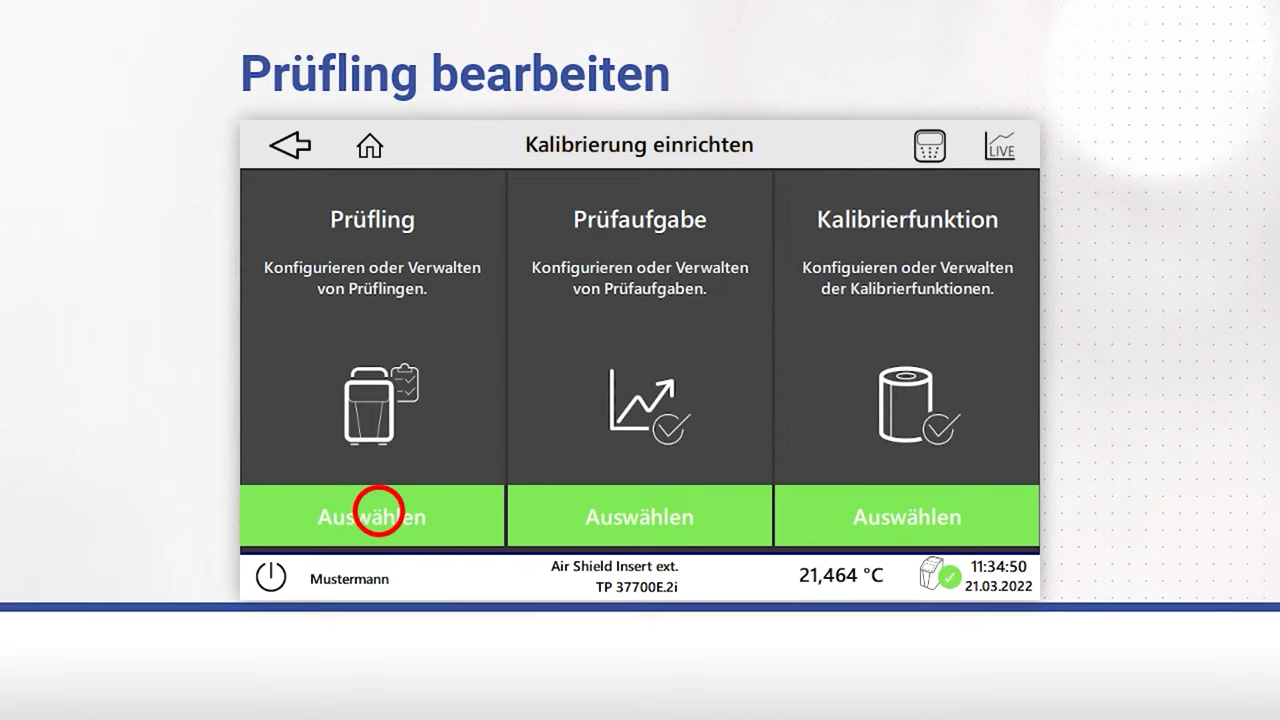 Prüfling bearbeiten
Kalibrierung einrichten
LIVE
Prüfling
Konfigurieren oder Verwalten
von Prüflingen.
Auswählen
Prüfaufgabe
Konfigurieren oder Verwalten
von Prüfaufgaben.
Auswählen
Kalibrierfunktion
Konfiguieren oder Verwalten
der Kalibrierfunktionen.
Auswählen
Mustermann
Air Shield Insert ext.
TP 37700E.2i
21,464 °C
11:34:50
21.03.2022